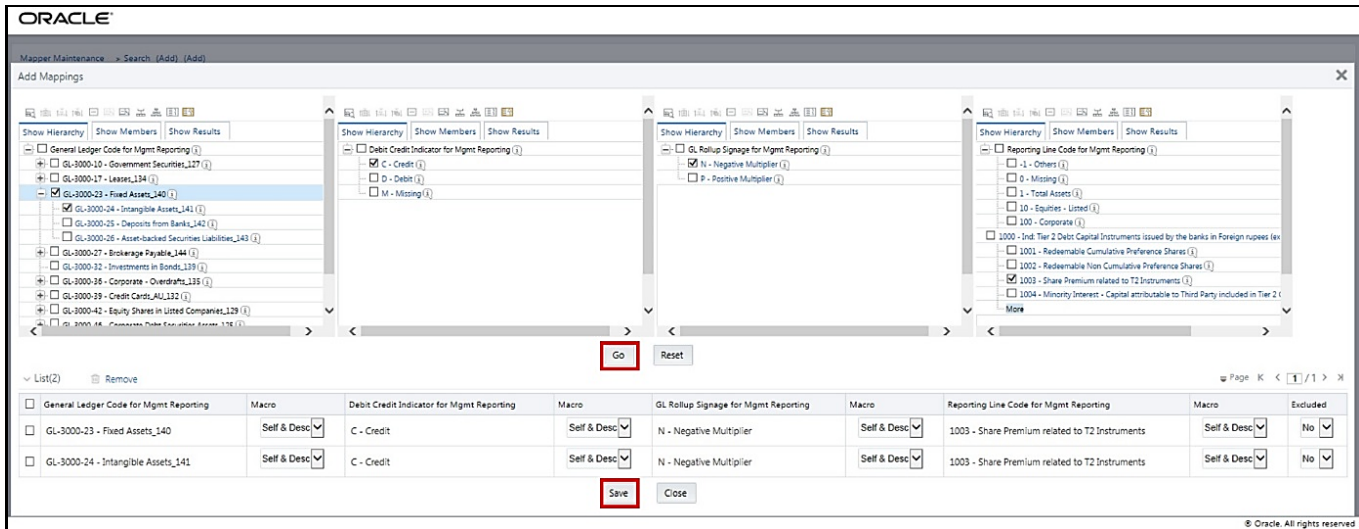 ORACLE
Mapper Maintenance » Search (Add) (Add)
Add Mappings
Show Hierarchy Show Members Show Results
General Ledger Code for Mgmt Reporting
GL-3000-10 - Government Securities_127
GL-3000-17 - Leases_134
GL-3000-23 - Fixed Assets_140
GL-3000-24 - Intangible Assets_141
GL-3000-25 - Deposits from Banks_142
GL-3000-26 - Asset-backed Securities Liabilities_143
GL-3000-27 - Brokerage Payable_144
GL-3000-32 - Investments in Bonds_139
GL-3000-36 - Corporate - Overdrafts_135
GL-3000-39 - Credit Cards_AU_132
GL-3000-42 - Equity Shares in Listed Companies_129
GL-3000-46 - Corporate Debt Securities Assets_125
Show Hierarchy Show Members Show Results
Debit Credit Indicator for Mgmt Reporting
C - Credit
D - Debit
M - Missing
Show Hierarchy Show Members Show Results
GL Rollup Signage for Mgmt Reporting
N - Negative Multiplier
P - Positive Multiplier
Show Hierarchy Show Members Show Results
Reporting Line Code for Mgmt Reporting
-1 - Others
0 - Missing
1 - Total Assets
10 - Equities - Listed
100 - Corporate
1000 - Ind: Tier 2 Debt Capital Instruments issued by the banks in Foreign rupees (ex
1001 - Redeemable Cumulative Preference Shares
1002 - Redeemable Non Cumulative Preference Shares
1003 - Share Premium related to T2 Instruments
1004 - Minority Interest - Capital attributable to Third Party included in Tier 2 (
More
Go Reset
List(2) Remove Page 1 / 1
General Ledger Code for Mgmt Reporting Macro Debit Credit Indicator for Mgmt Reporting Macro GL Rollup Signage for Mgmt Reporting Macro Reporting Line Code for Mgmt Reporting Macro Excluded
GL-3000-23 - Fixed Assets_140 Self & Desc C - Credit Self & Desc N - Negative Multiplier Self & Desc 1003 - Share Premium related to T2 Instruments Self & Desc No
GL-3000-24 - Intangible Assets_141 Self & Desc C - Credit Self & Desc N - Negative Multiplier Self & Desc 1003 - Share Premium related to T2 Instruments Self & Desc No
Save Close
© Oracle. All rights reserved